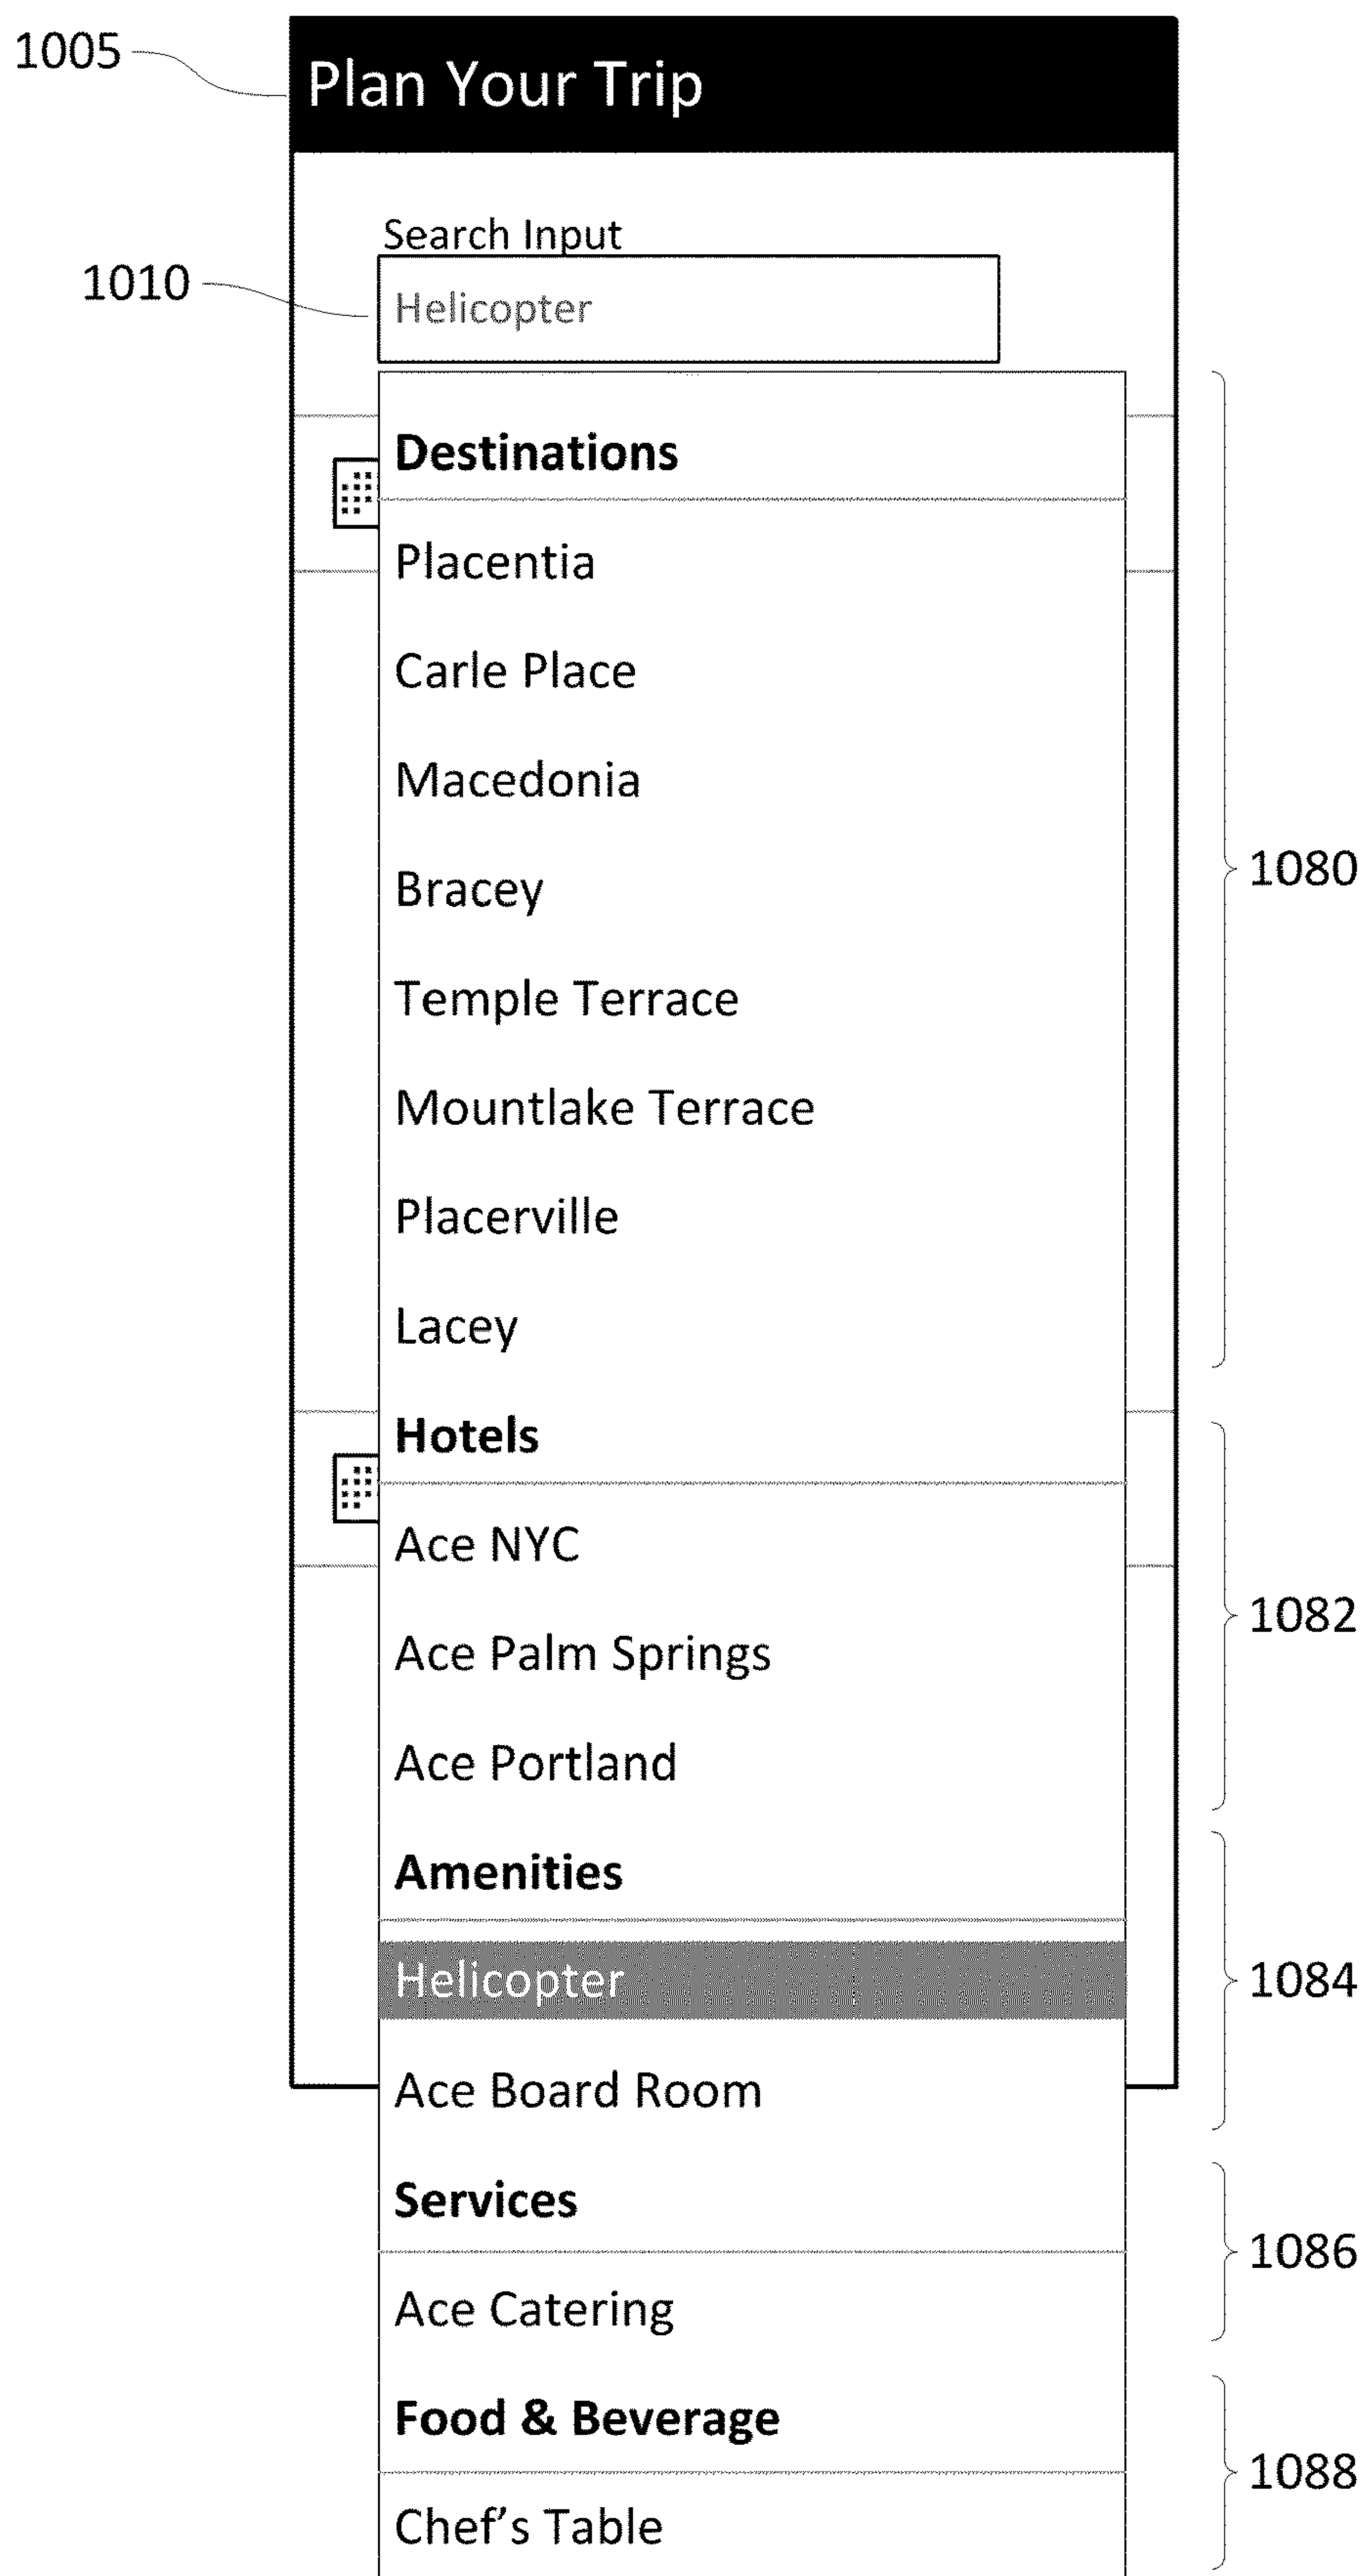 1005
Plan Your Trip
Search Input
1010
Helicopter
Destinations
Placentia
Carle Place
Macedonia
1080
Bracey
Temple Terrace
Mountlake Terrace
Placerville
Lacey
Hotels
Ace NYC
1082
Ace Palm Springs
Ace Portland
Amenities
Helicopter
1084
Ace Board Room
Services
1086
Ace Catering
Food & Beverage
1088
Chef’s Table